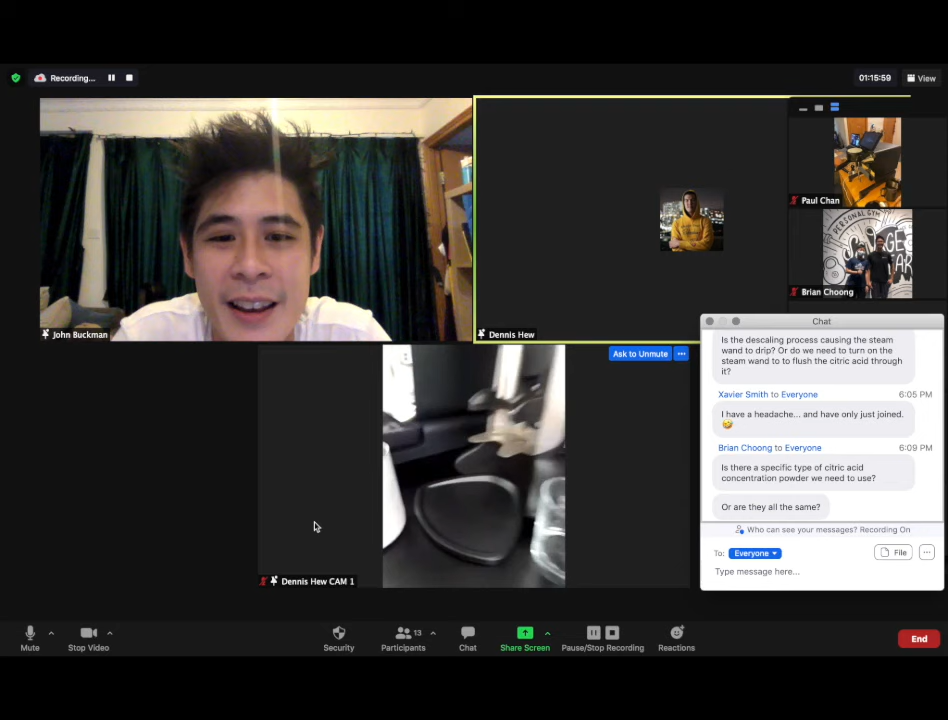 Recording...
01:15:59
View
John Buckman
Dennis Hew
Paul Chan
PERSONAL GYM
Brian Choong
Ask to Unmute
Dennis Hew CAM 1
Chat
Is the descaling process causing the steam
wand to drip? Or do we need to turn on the
steam wand to to flush the citric acid through
it?
Xavier Smith to Everyone 6:05 PM
I have a headache... and have only just joined.
🤪
Brian Choong to Everyone 6:09 PM
Is there a specific type of citric acid
concentration powder we need to use?
Or are they all the same?
Who can see your messages? Recording On
To: Everyone
File
Type message here...
Mute
Stop Video
Security
Participants 13
Chat
Share Screen
Pause/Stop Recording
Reactions
End